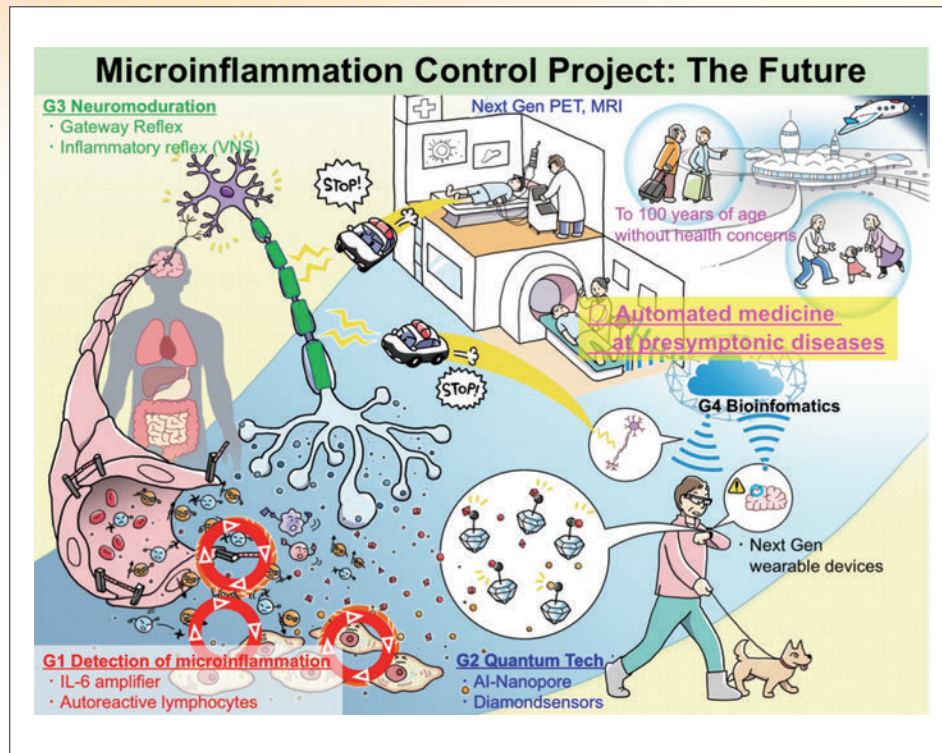 Microinflammation Control Project: The Future
G3 Neuromoduration
· Gateway Reflex
· Inflammatory reflex (VNS)
Next Gen PET, MRI
STOP!
To 100 years of age
without health concerns
Automated medicine
at presymptonic diseases
STOP!
G4 Bioinfomatics
· Next Gen
wearable devices
G1 Detection of microinflammation
· IL-6 amplifier
· Autoreactive lymphocytes
G2 Quantum Tech
· AI-Nanopore
· Diamondsensors